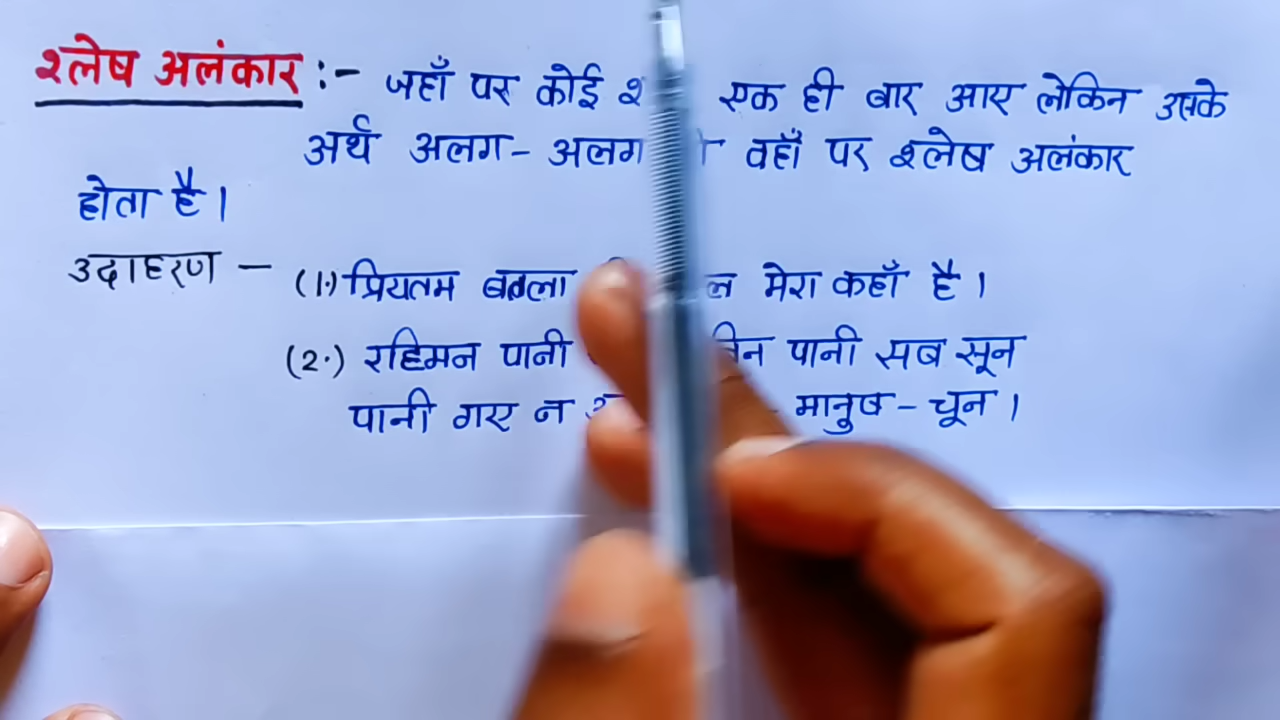 श्लेष अलंकार :- जहाँ पर कोई एक ही बार आए लेकिन उसके
अर्थ अलग - अलग वहाँ पर श्लेष अलंकार
होता है।
उदाहरण - (1.) प्रियतम बतला मेरा कहाँ है।
(2.) रहिमन पानी पानी सब सून
पानी गए न मानुष - चून।